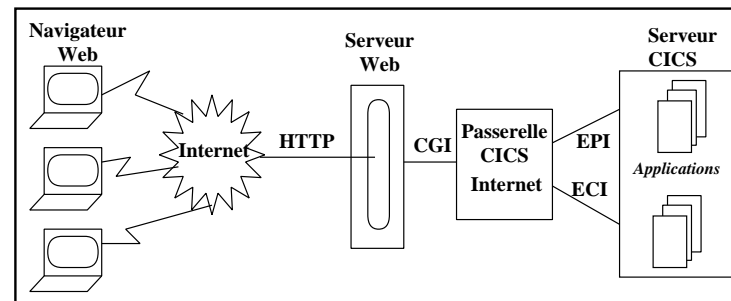 Navigateur
Web
Internet
HTTP
Serveur
Web
CGI
Passerelle
CICS
Internet
EPI
ECI
Serveur
CICS
Applications